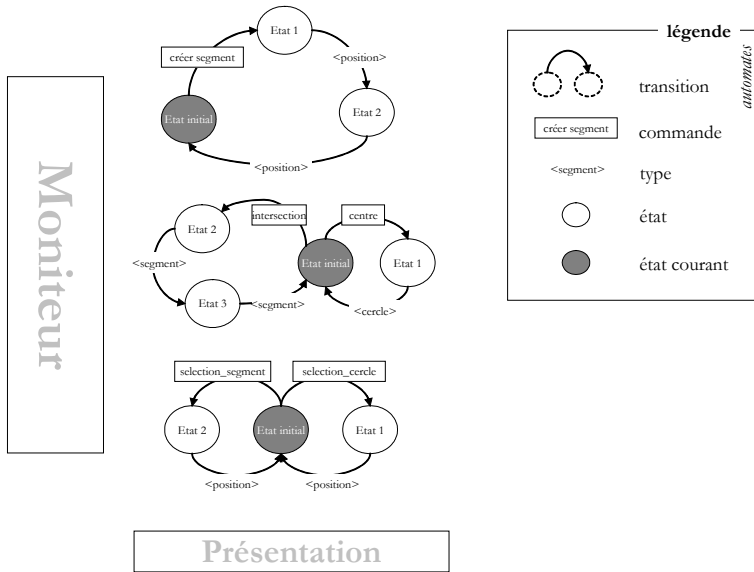 Moniteur
Etat 1
créer segment
<position>
Etat initial
Etat 2
<position>
intersection
centre
Etat 2
<segment>
Etat initial
Etat 1
Etat 3
<segment>
<cercle>
selection_segment
selection_cercle
Etat 2
Etat initial
Etat 1
<position>
<position>
Présentation
légende
automates
transition
créer segment
commande
<segment>
type
état
état courant